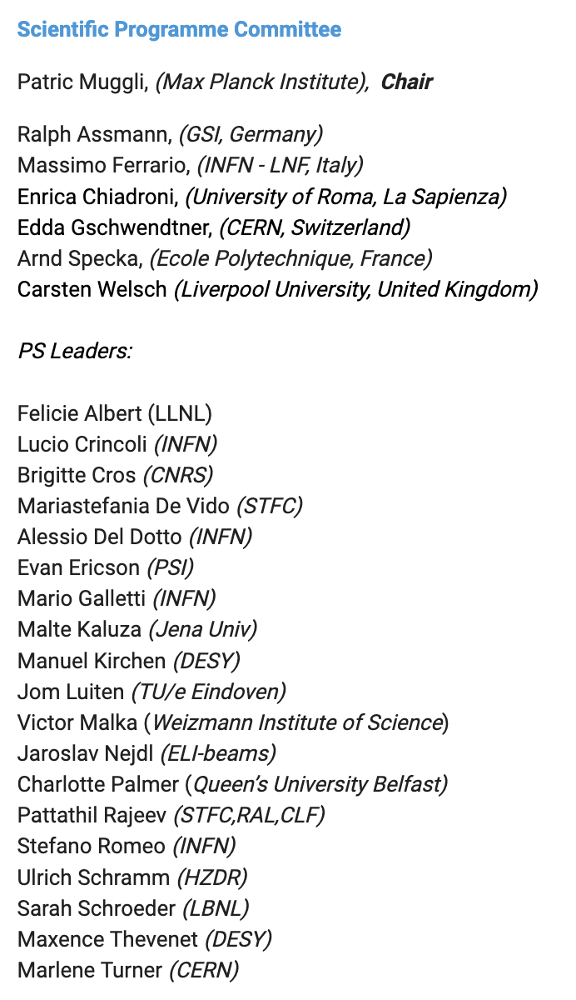 Scientific Programme Committee
Patric Muggli, (Max Planck Institute), Chair
Ralph Assmann, (GSI, Germany)
Massimo Ferrario, (INFN - LNF, Italy)
Enrica Chiadroni, (University of Roma, La Sapienza)
Edda Gschwendtner, (CERN, Switzerland)
Arnd Specka, (Ecole Polytechnique, France)
Carsten Welsch (Liverpool University, United Kingdom)
PS Leaders:
Felicie Albert (LLNL)
Lucio Crincoli (INFN)
Brigitte Cros (CNRS)
Mariastefania De Vido (STFC)
Alessio Del Dotto (INFN)
Evan Ericson (PSI)
Mario Galletti (INFN)
Malte Kaluza (Jena Univ)
Manuel Kirchen (DESY)
Jom Luiten (TU/e Eindoven)
Victor Malka (Weizmann Institute of Science)
Jaroslav Nejdl (ELI-beams)
Charlotte Palmer (Queen’s University Belfast)
Pattathil Rajeev (STFC,RAL,CLF)
Stefano Romeo (INFN)
Ulrich Schramm (HZDR)
Sarah Schroeder (LBNL)
Maxence Thevenet (DESY)
Marlene Turner (CERN)